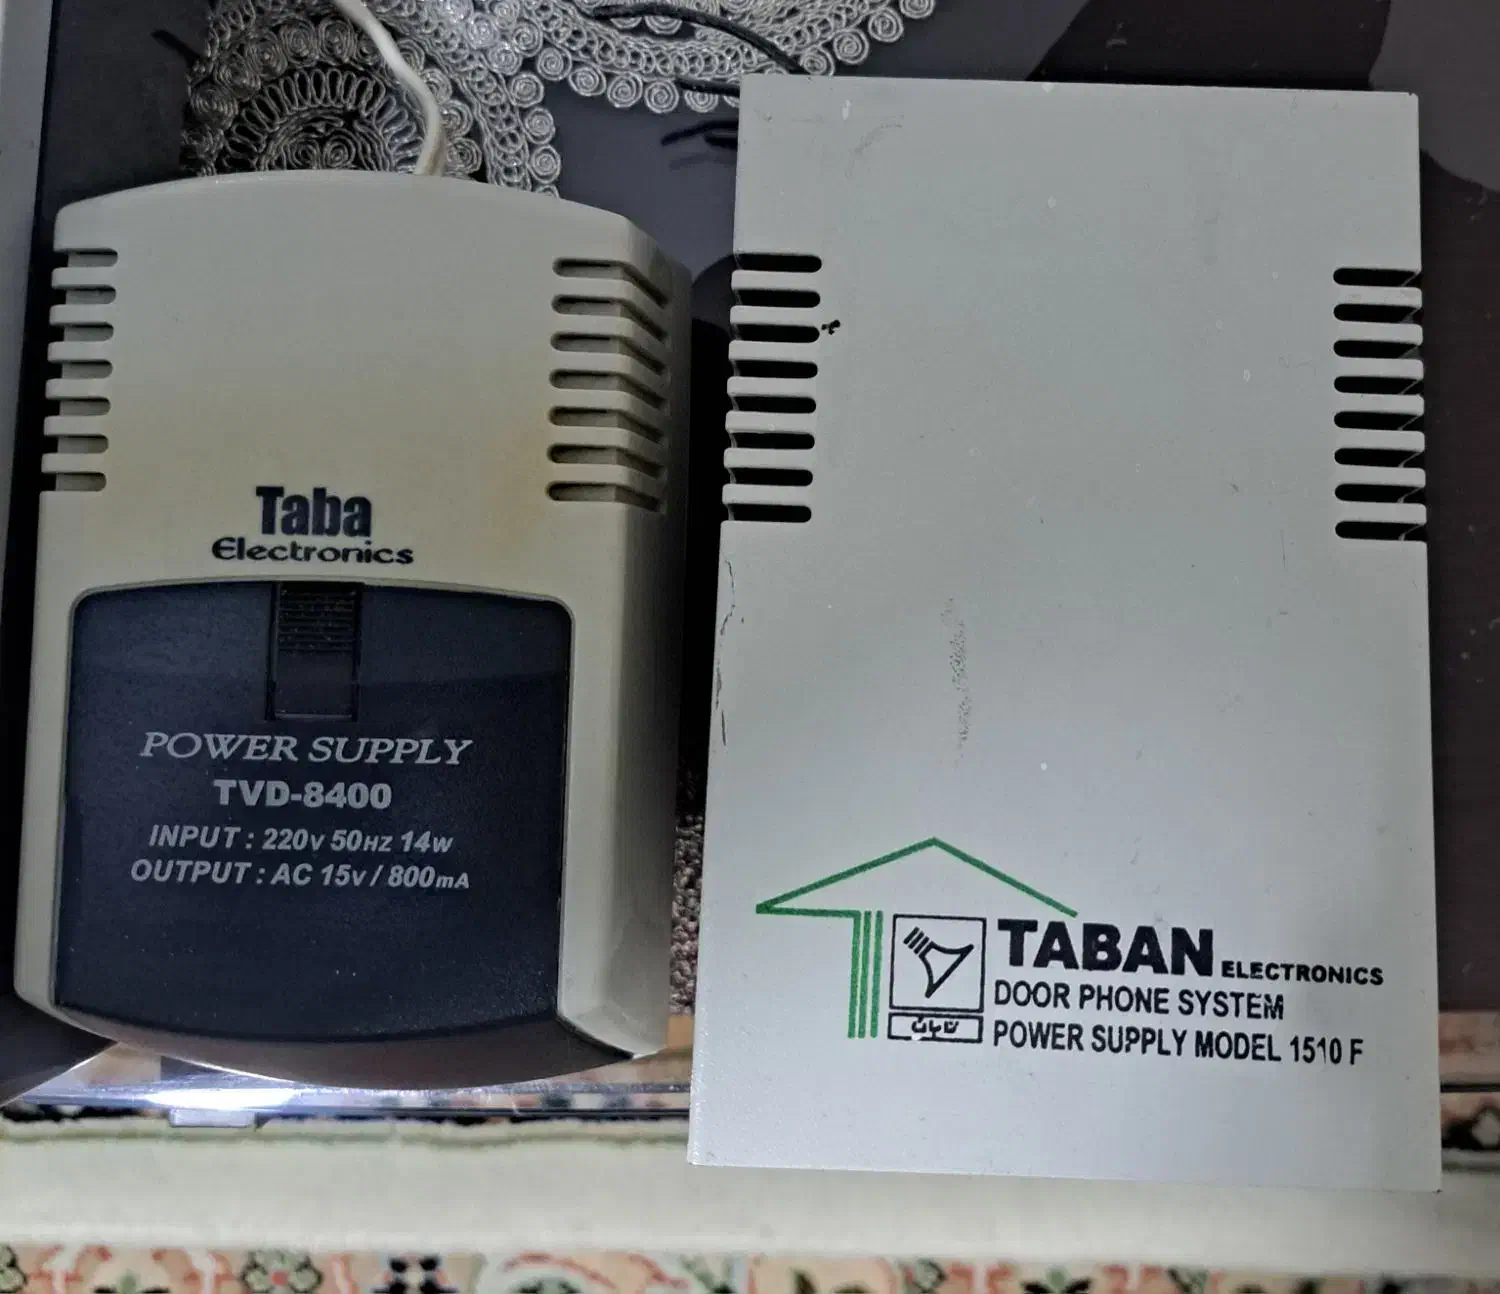 Taba
Electronics
POWER SUPPLY
TVD-8400
INPUT : 220V 50HZ 14W
OUTPUT : AC 15V / 800mA
TABAN ELECTRONICS
DOOR PHONE SYSTEM
تابان
POWER SUPPLY MODEL 1510 F